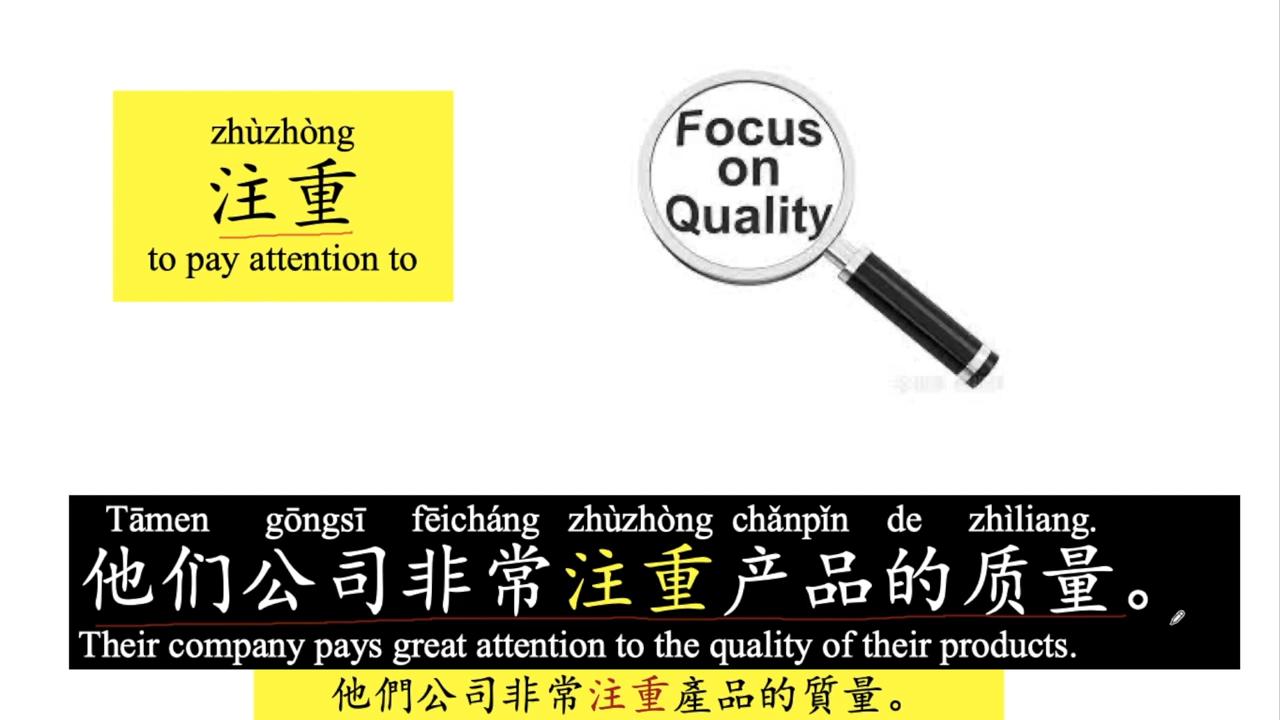 zhùzhòng
注重
to pay attention to
Focus
on
Quality
Tāmen gōngsī fēicháng zhùzhòng chǎnpǐn de zhìliang.
他们公司非常注重产品的质量。
Their company pays great attention to the quality of their products.
他們公司非常注重產品的質量。